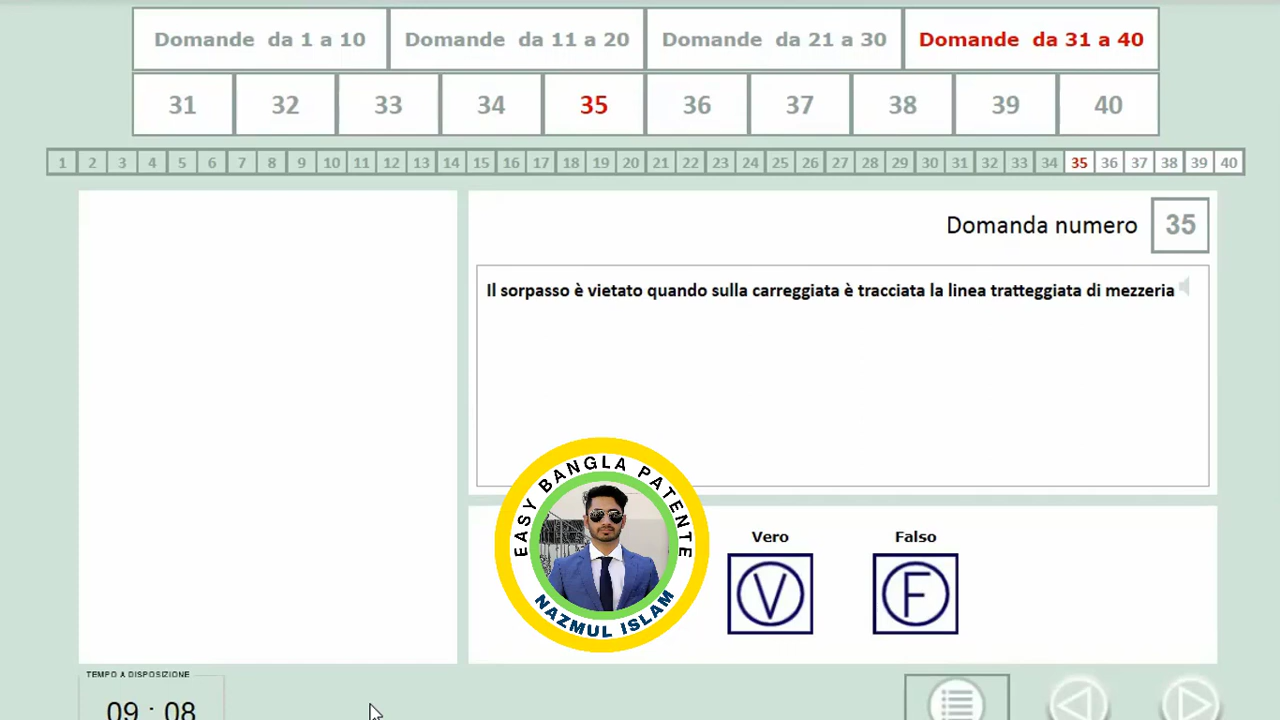 Domande da 1 a 10 Domande da 11 a 20 Domande da 21 a 30 Domande da 31 a 40
31 32 33 34 35 36 37 38 39 40
1 2 3 4 5 6 7 8 9 10 11 12 13 14 15 16 17 18 19 20 21 22 23 24 25 26 27 28 29 30 31 32 33 34 35 36 37 38 39 40
Domanda numero 35
Il sorpasso è vietato quando sulla carreggiata è tracciata la linea tratteggiata di mezzeria
EASY BANGLA PATENTE
NAZMUL ISLAM
Vero Falso
V F
TEMPO A DISPOSIZIONE
09 : 08